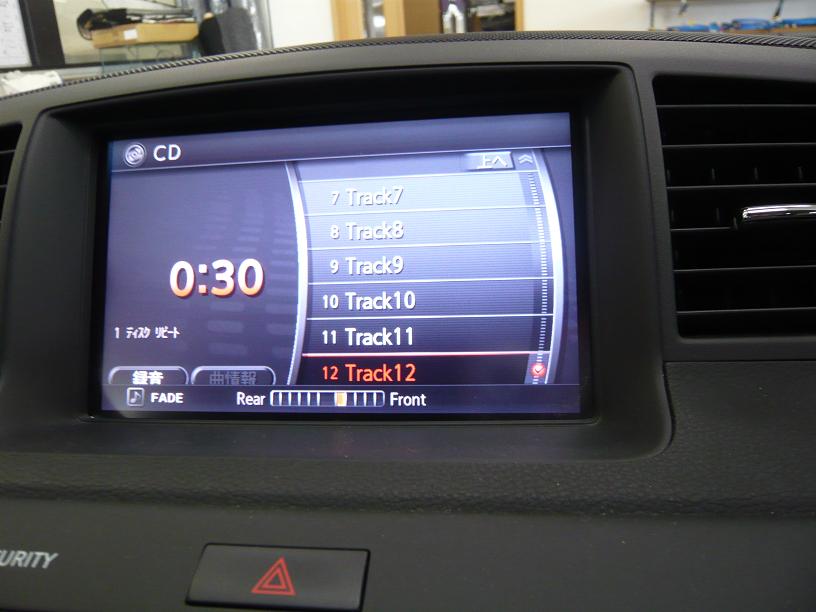 CD
上へ
7 Track7
8 Track8
9 Track9
0:30
10 Track10
1 ディスク リピート
11 Track11
録音
曲情報
12 Track12
FADE
Rear
Front
URITY